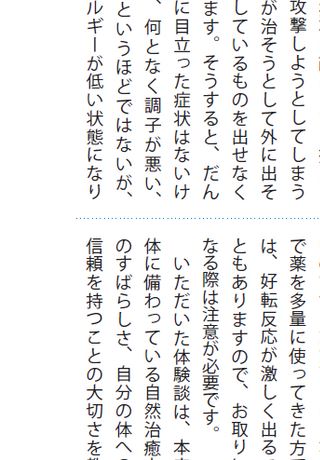 攻撃しようとしてしまう
が治そうとして外に出そ
しているものを出せなく
ます。そうすると、だん
に目立った症状はないけ
、何となく調子が悪い、
というほどではないが、
ルギーが低い状態になり
で薬を多量に使ってきた方で
は、好転反応が激しく出る
ともありますので、お取り
なる際は注意が必要です。
いただいた体験談は、本
体に備わっている自然治癒
のすばらしさ、自分の体への
信頼を持つことの大切さを